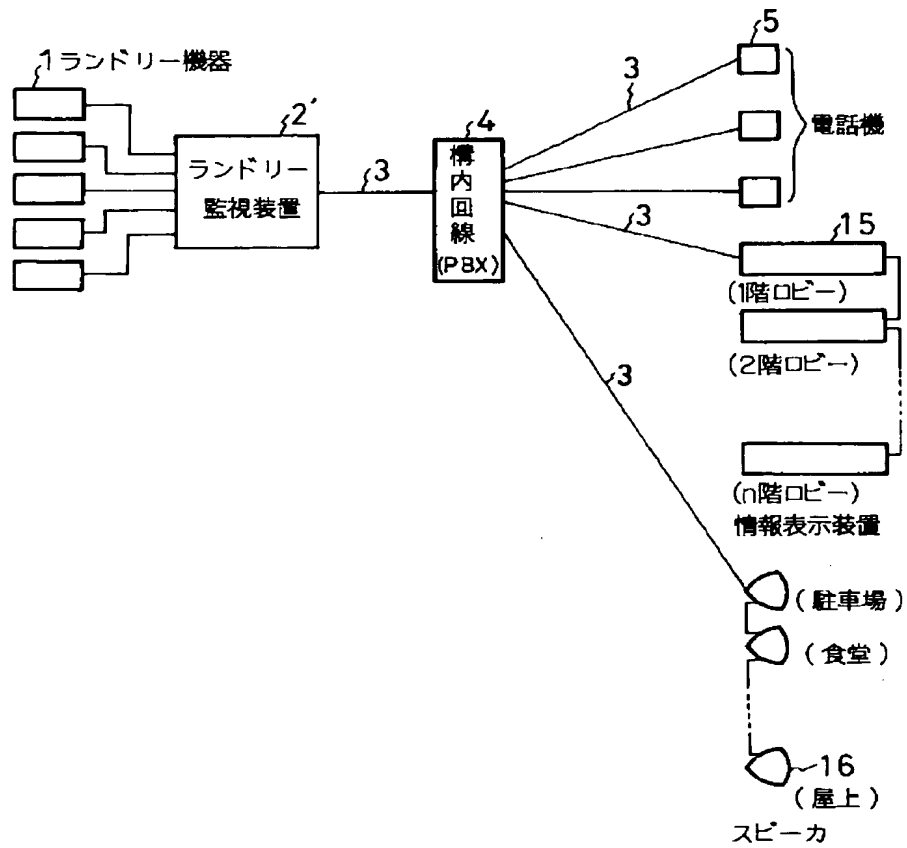 1 ランドリー機器
2'
ランドリー
監視装置
3
4
構内回線
(PBX)
3
5
電話機
3
15
(1階ロビー)
(2階ロビー)
(n階ロビー)
情報表示装置
3
(駐車場)
(食堂)
16
(屋上)
スピーカ